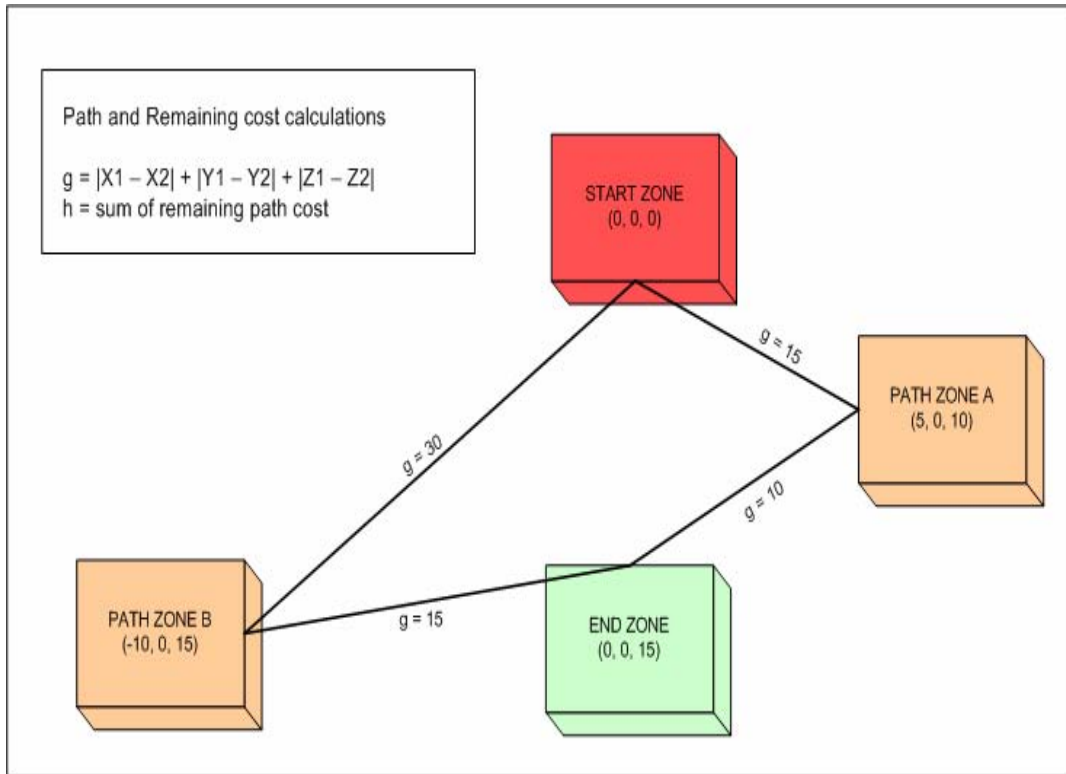 Path and Remaining cost calculations
g = |X1 – X2| + |Y1 – Y2| + |Z1 – Z2|
h = sum of remaining path cost
START ZONE
(0, 0, 0)
g = 15
PATH ZONE A
(5, 0, 10)
g = 30
g = 10
PATH ZONE B
(-10, 0, 15)
g = 15
END ZONE
(0, 0, 15)